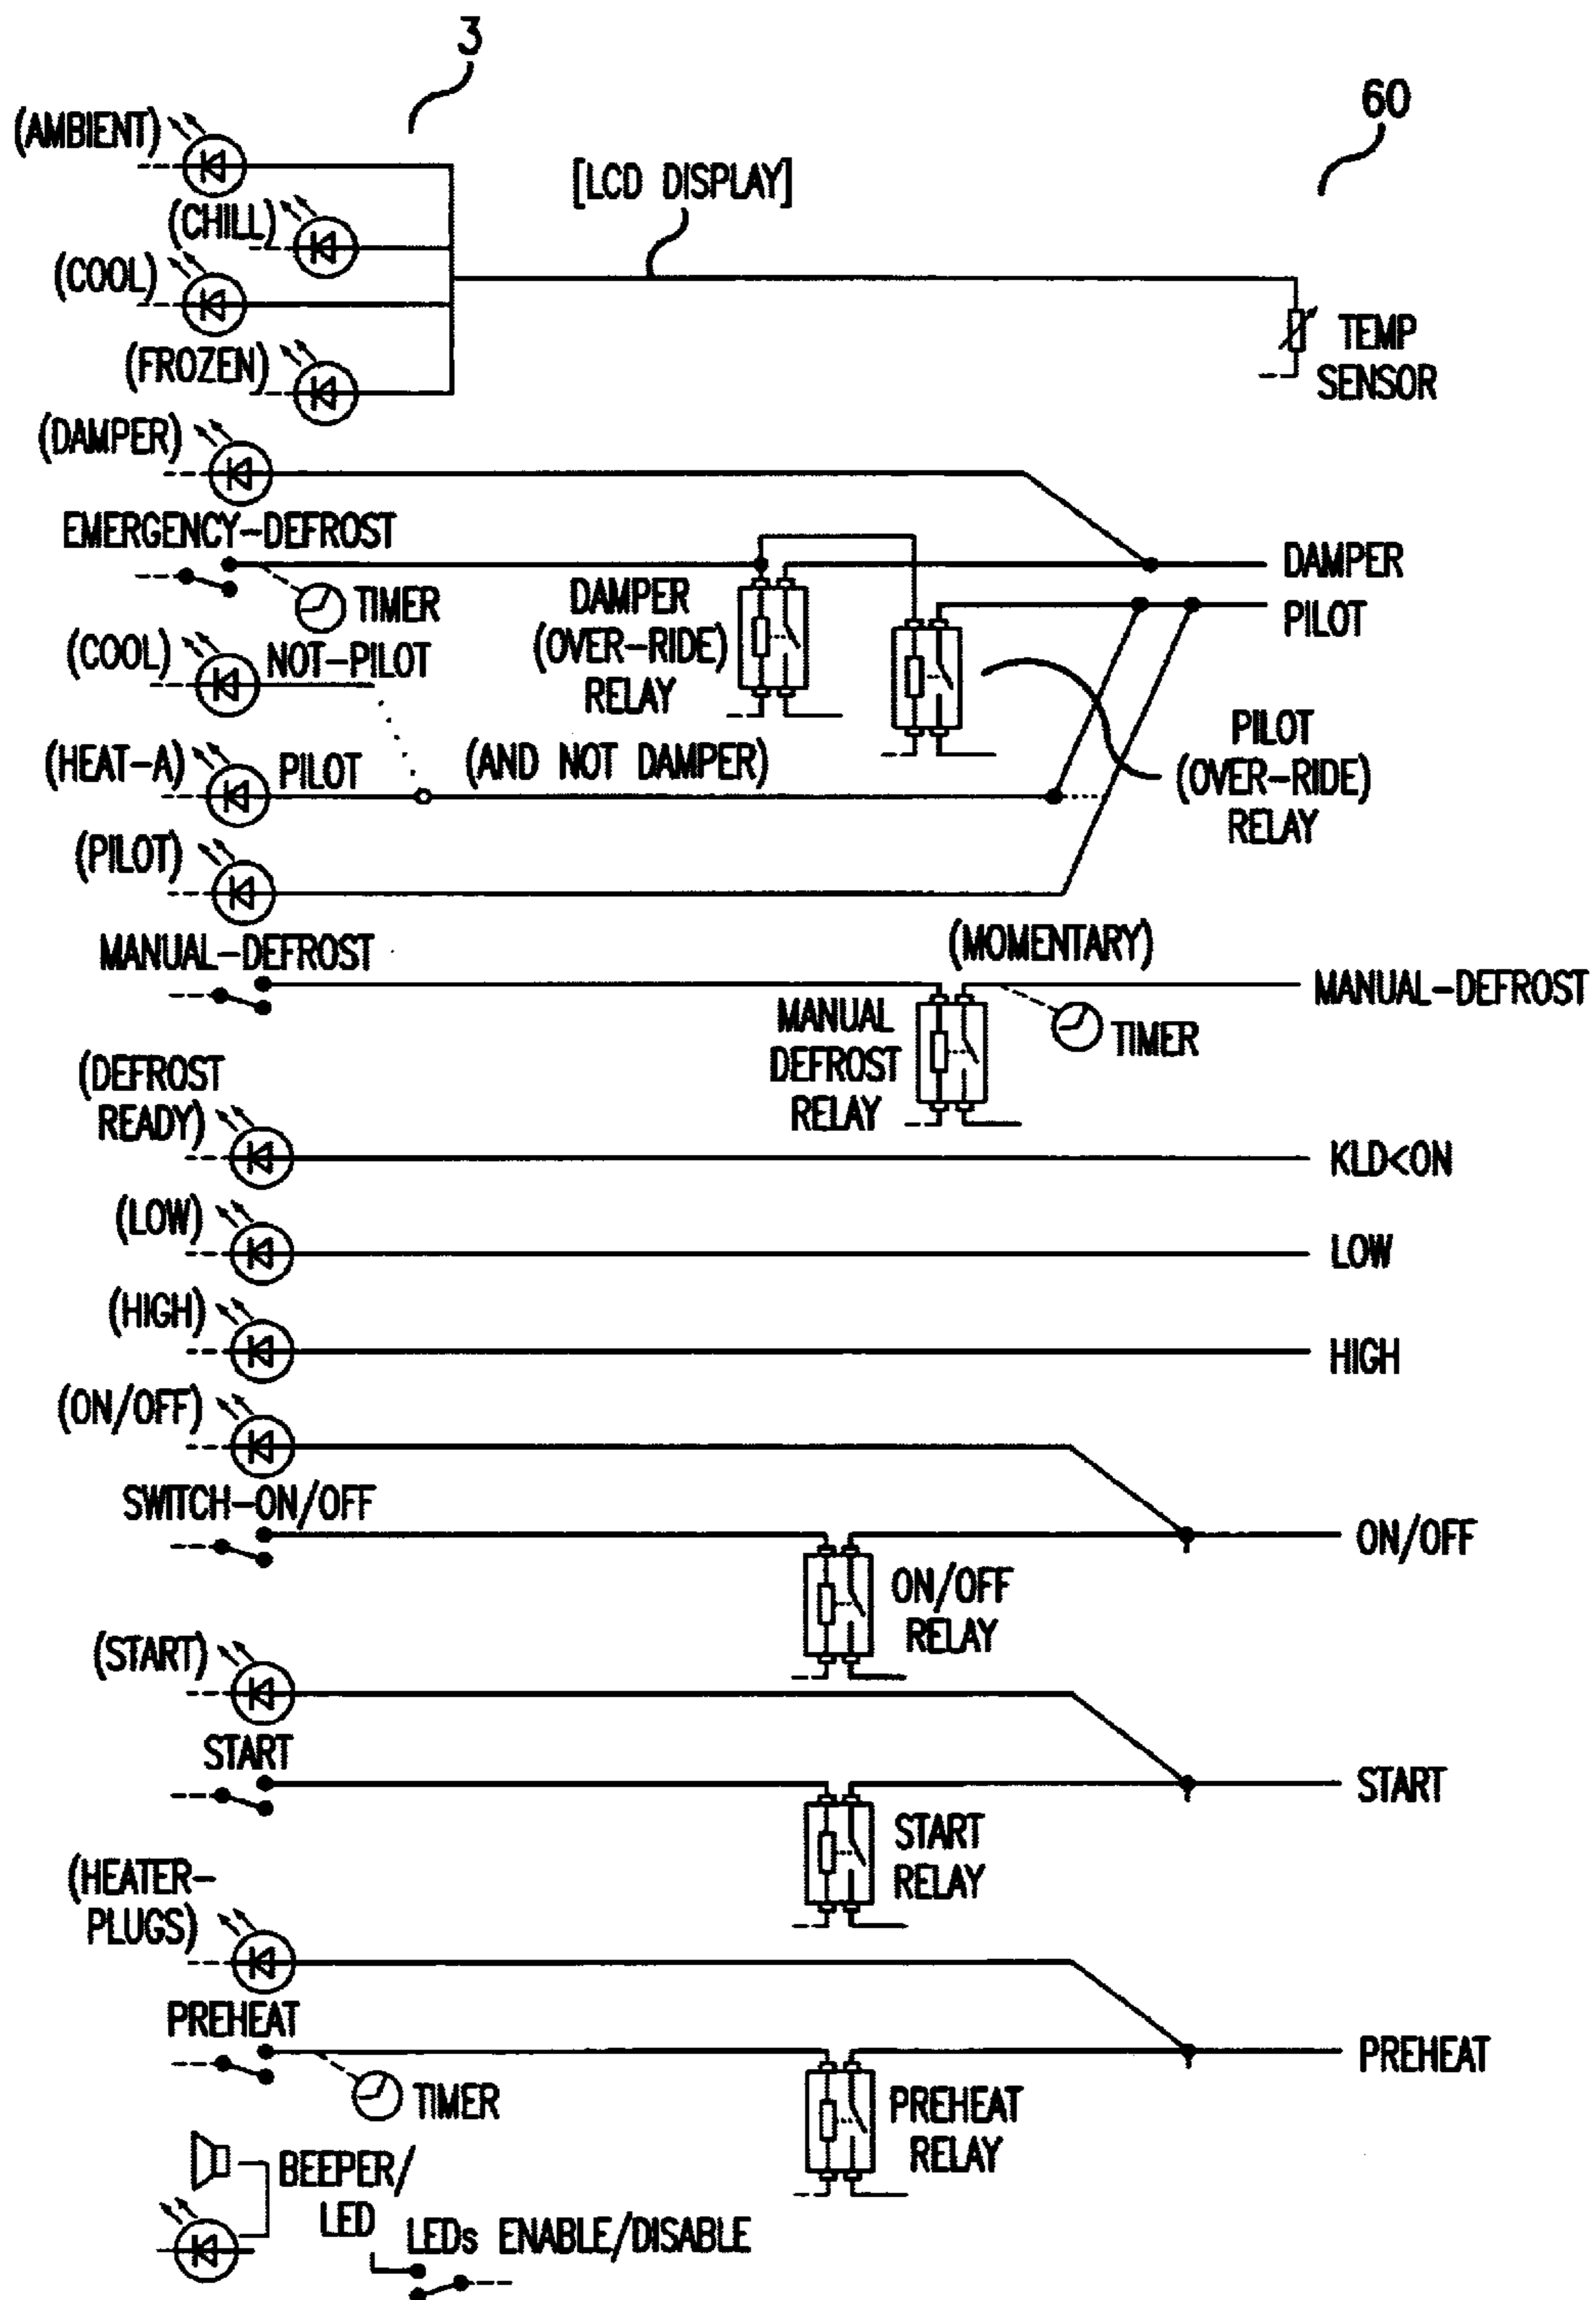 3
60
(AMBIENT)
[LCD DISPLAY]
(CHILL)
(COOL)
(FROZEN)
TEMP
SENSOR
(DAMPER)
EMERGENCY-DEFROST
TIMER
DAMPER
(OVER-RIDE)
RELAY
DAMPER
PILOT
(COOL)
NOT-PILOT
(HEAT-A)
PILOT
(AND NOT DAMPER)
PILOT
(OVER-RIDE)
RELAY
(PILOT)
MANUAL-DEFROST
(MOMENTARY)
MANUAL-DEFROST
MANUAL
DEFROST
RELAY
TIMER
(DEFROST
READY)
KLD<ON
(LOW)
LOW
(HIGH)
HIGH
(ON/OFF)
SWITCH-ON/OFF
ON/OFF
ON/OFF
RELAY
(START)
START
START
START
RELAY
(HEATER-
PLUGS)
PREHEAT
PREHEAT
TIMER
PREHEAT
RELAY
BEEPER/
LED
LEDs ENABLE/DISABLE